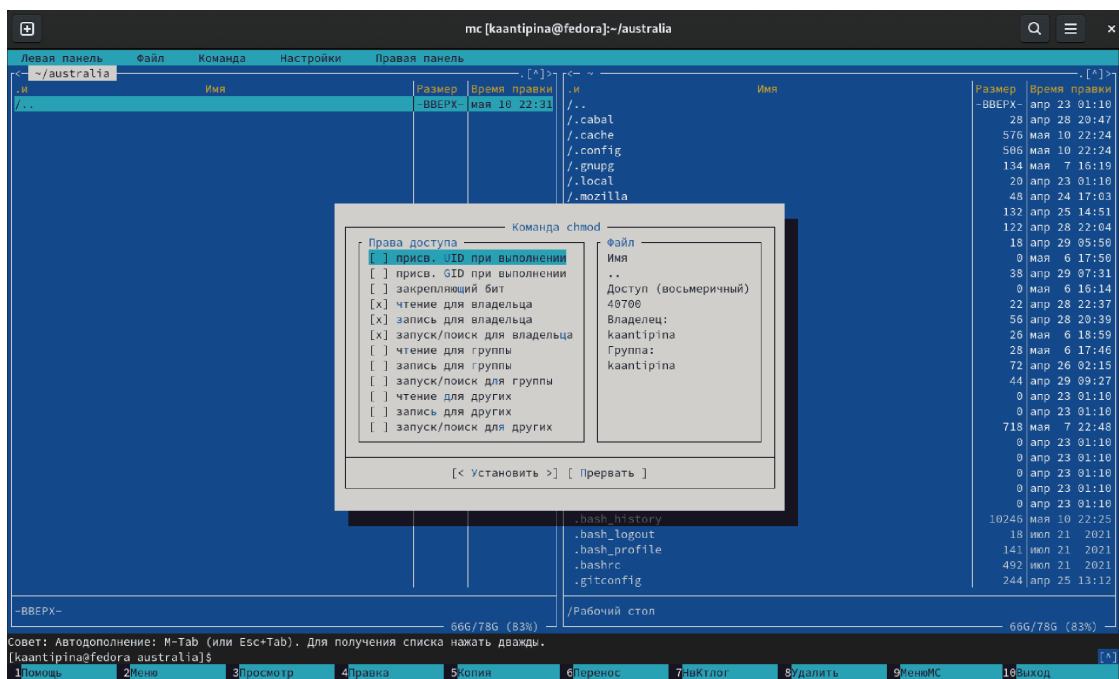 mc [kaantipina@fedora]:~/australia
Левая панель Файл Команда Настройки Правая панель
<─ ~/australia .[^]>
.и Имя Размер Время правки
/.. -ВВЕРХ- мая 10 22:31
<─ ~ .[^]>
.и Имя Размер Время правки
/.. -ВВЕРХ- апр 23 01:10
/.cabal 28 апр 28 20:47
/.cache 576 мая 10 22:24
/.config 506 мая 10 22:24
/.gnupg 134 мая 7 16:19
/.local 20 апр 23 01:10
/.mozilla 48 апр 24 17:03
132 апр 25 14:51
122 апр 28 22:04
18 апр 29 05:50
0 мая 6 17:50
38 апр 29 07:31
0 мая 6 16:14
22 апр 28 22:37
56 апр 28 20:39
26 мая 6 18:59
28 мая 6 17:46
72 апр 26 02:15
44 апр 29 09:27
0 апр 23 01:10
0 апр 23 01:10
718 мая 7 22:48
0 апр 23 01:10
0 апр 23 01:10
0 апр 23 01:10
0 апр 23 01:10
0 апр 23 01:10
.bash_history 10246 мая 10 22:25
.bash_logout 18 июл 21 2021
.bash_profile 141 июл 21 2021
.bashrc 492 июл 21 2021
.gitconfig 244 апр 25 13:12
Команда chmod
Права доступа
[ ] присв. UID при выполнении
[ ] присв. GID при выполнении
[ ] закрепляющий бит
[x] чтение для владельца
[x] запись для владельца
[x] запуск/поиск для владельца
[ ] чтение для группы
[ ] запись для группы
[ ] запуск/поиск для группы
[ ] чтение для других
[ ] запись для других
[ ] запуск/поиск для других
Файл
Имя
..
Доступ (восьмеричный)
40700
Владелец:
kaantipina
Группа:
kaantipina
[< Установить >] [ Прервать ]
-ВВЕРХ-
66G/78G (83%)
/Рабочий стол
66G/78G (83%)
Совет: Автодополнение: M-Tab (или Esc+Tab). Для получения списка нажать дважды.
[kaantipina@fedora australia]$ [^]
1Помощь 2Меню 3Просмотр 4Правка 5Копия 6Перенос 7НвКтлог 8Удалить 9МенюMC 10Выход